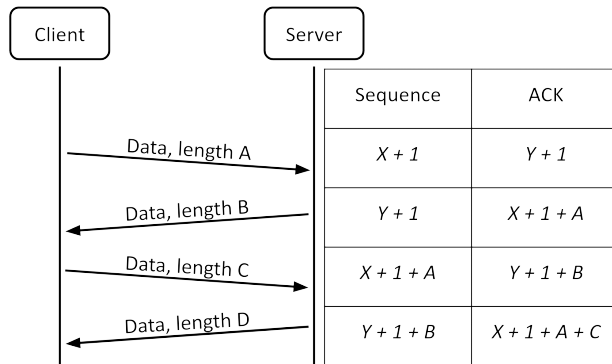 Client
Server
Sequence ACK
Data, length A
X + 1 Y + 1
Data, length B
Y + 1 X + 1 + A
Data, length C
X + 1 + A Y + 1 + B
Data, length D
Y + 1 + B X + 1 + A + C